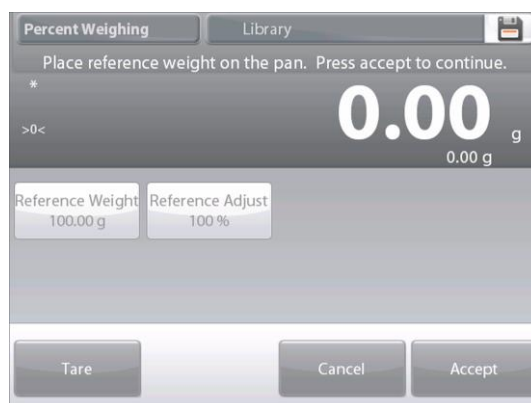 Percent Weighing Library
Place reference weight on the pan. Press accept to continue.
*
0.00 g
>0<
0.00 g
Reference Weight Reference Adjust
100.00 g 100 %
Tare Cancel Accept